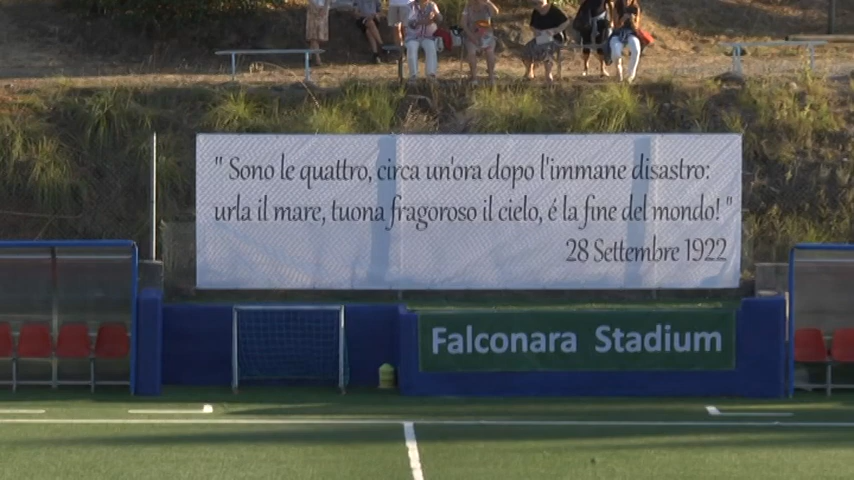 " Sono le quattro, circa un'ora dopo l'immane disastro:
urla il mare, tuona fragoroso il cielo, é la fine del mondo! "
28 Settembre 1922
Falconara Stadium